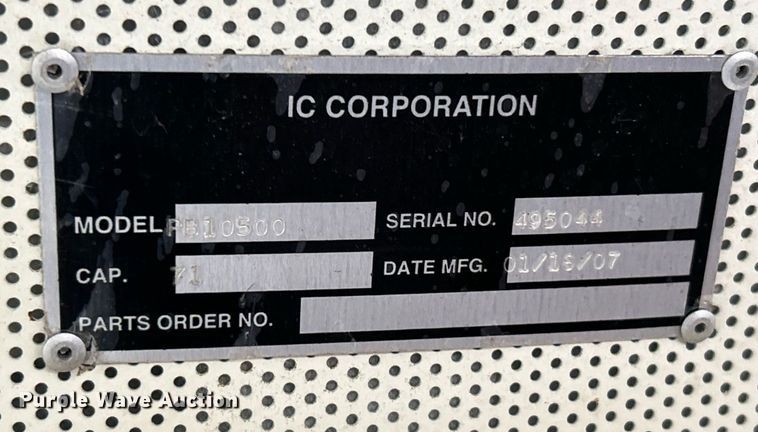 IC CORPORATION
MODEL PB10500 SERIAL NO. 495044
CAP. 71 DATE MFG. 01/18/07
PARTS ORDER NO.
Purple Wave Auction